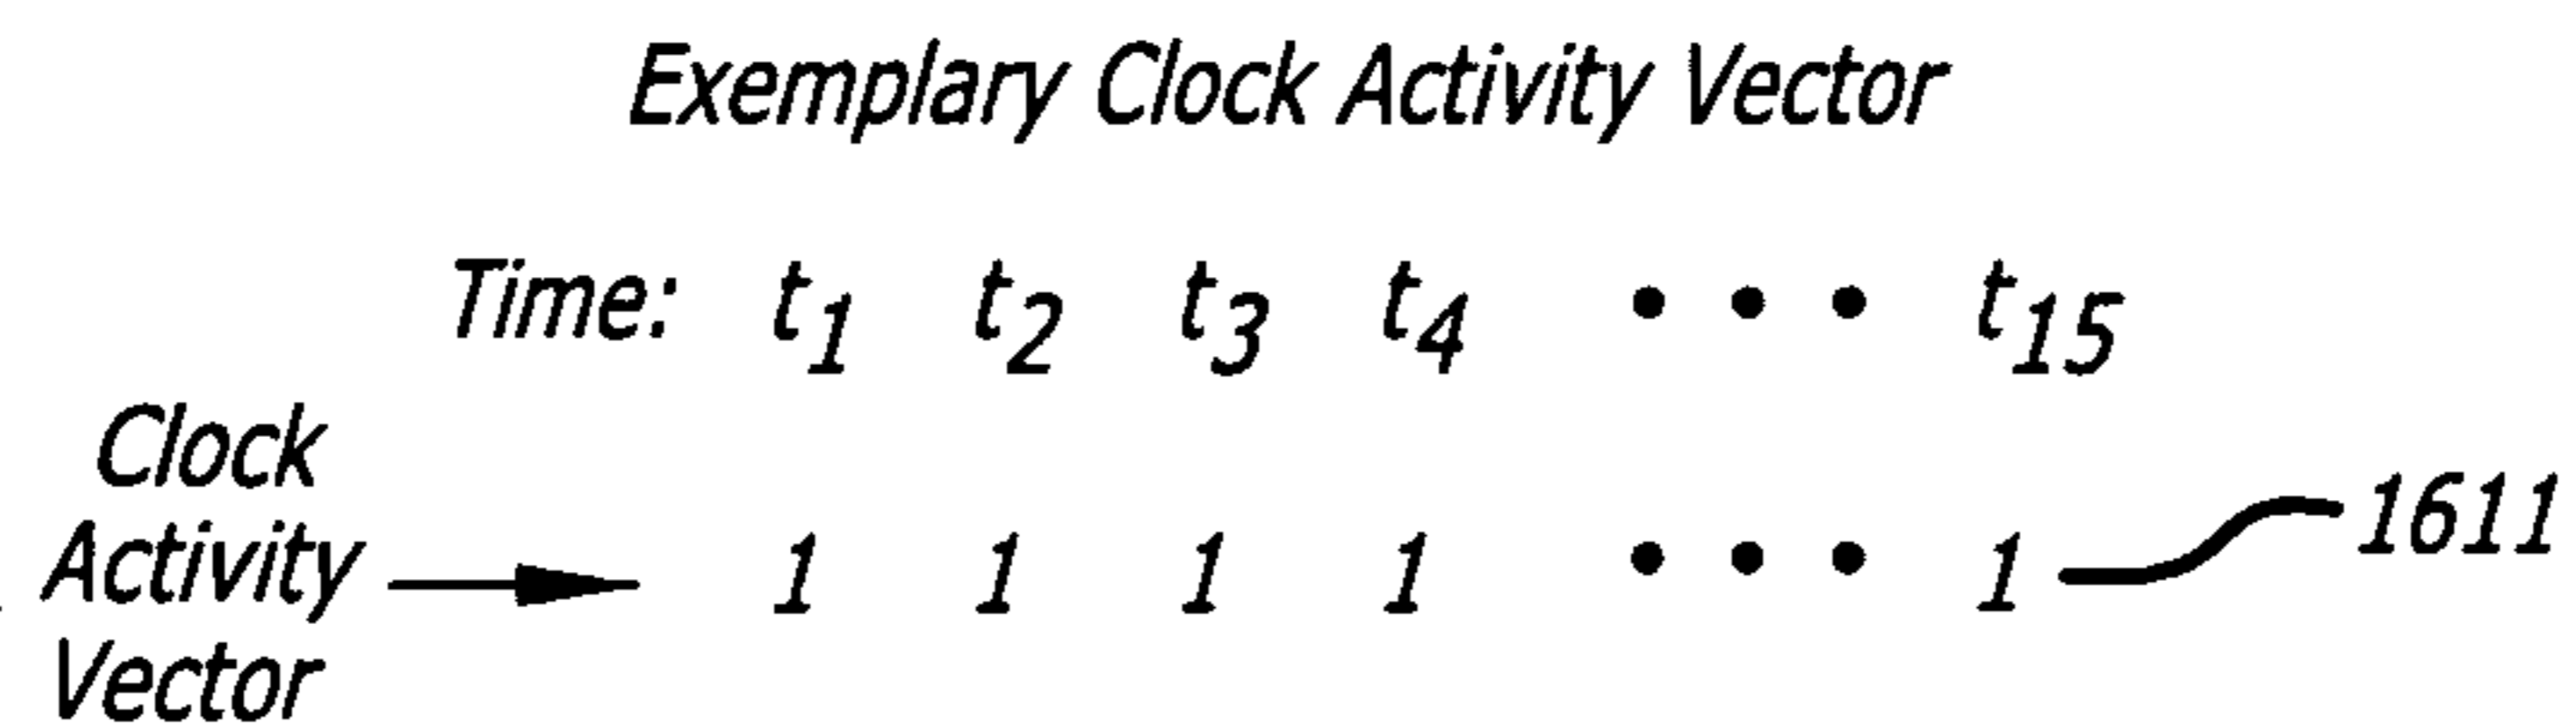 Exemplary Clock Activity Vector
Time: t1 t2 t3 t4 • • • t15
Clock
Activity
Vector
1 1 1 1 • • • 1
1611